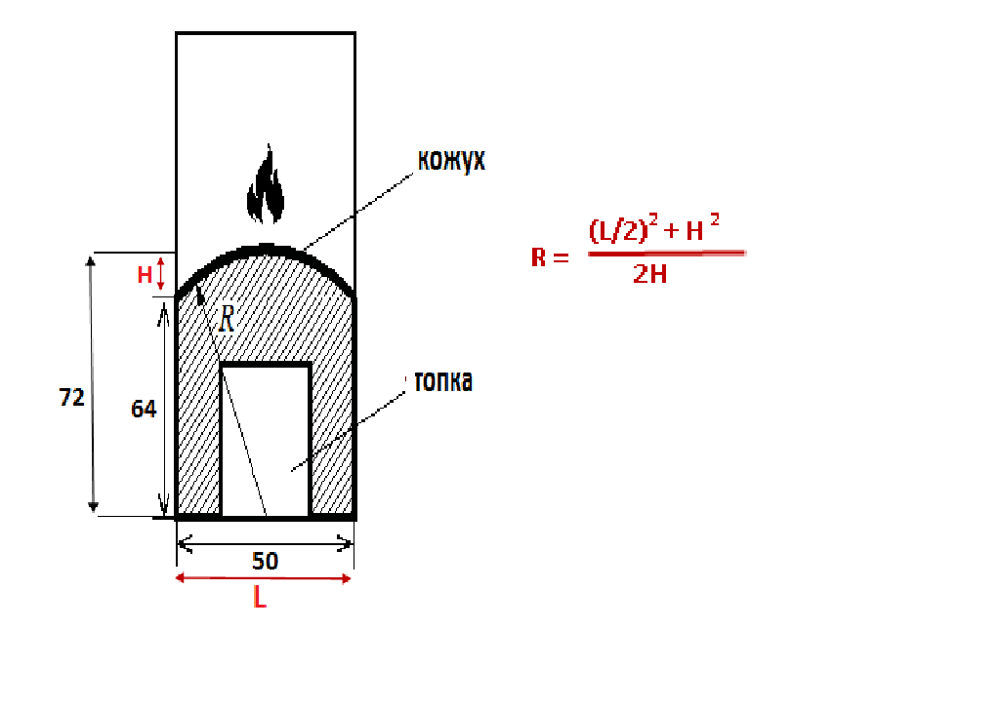 кожух
(L/2)² + H²
R =
2H
H
R
топка
72
64
50
L